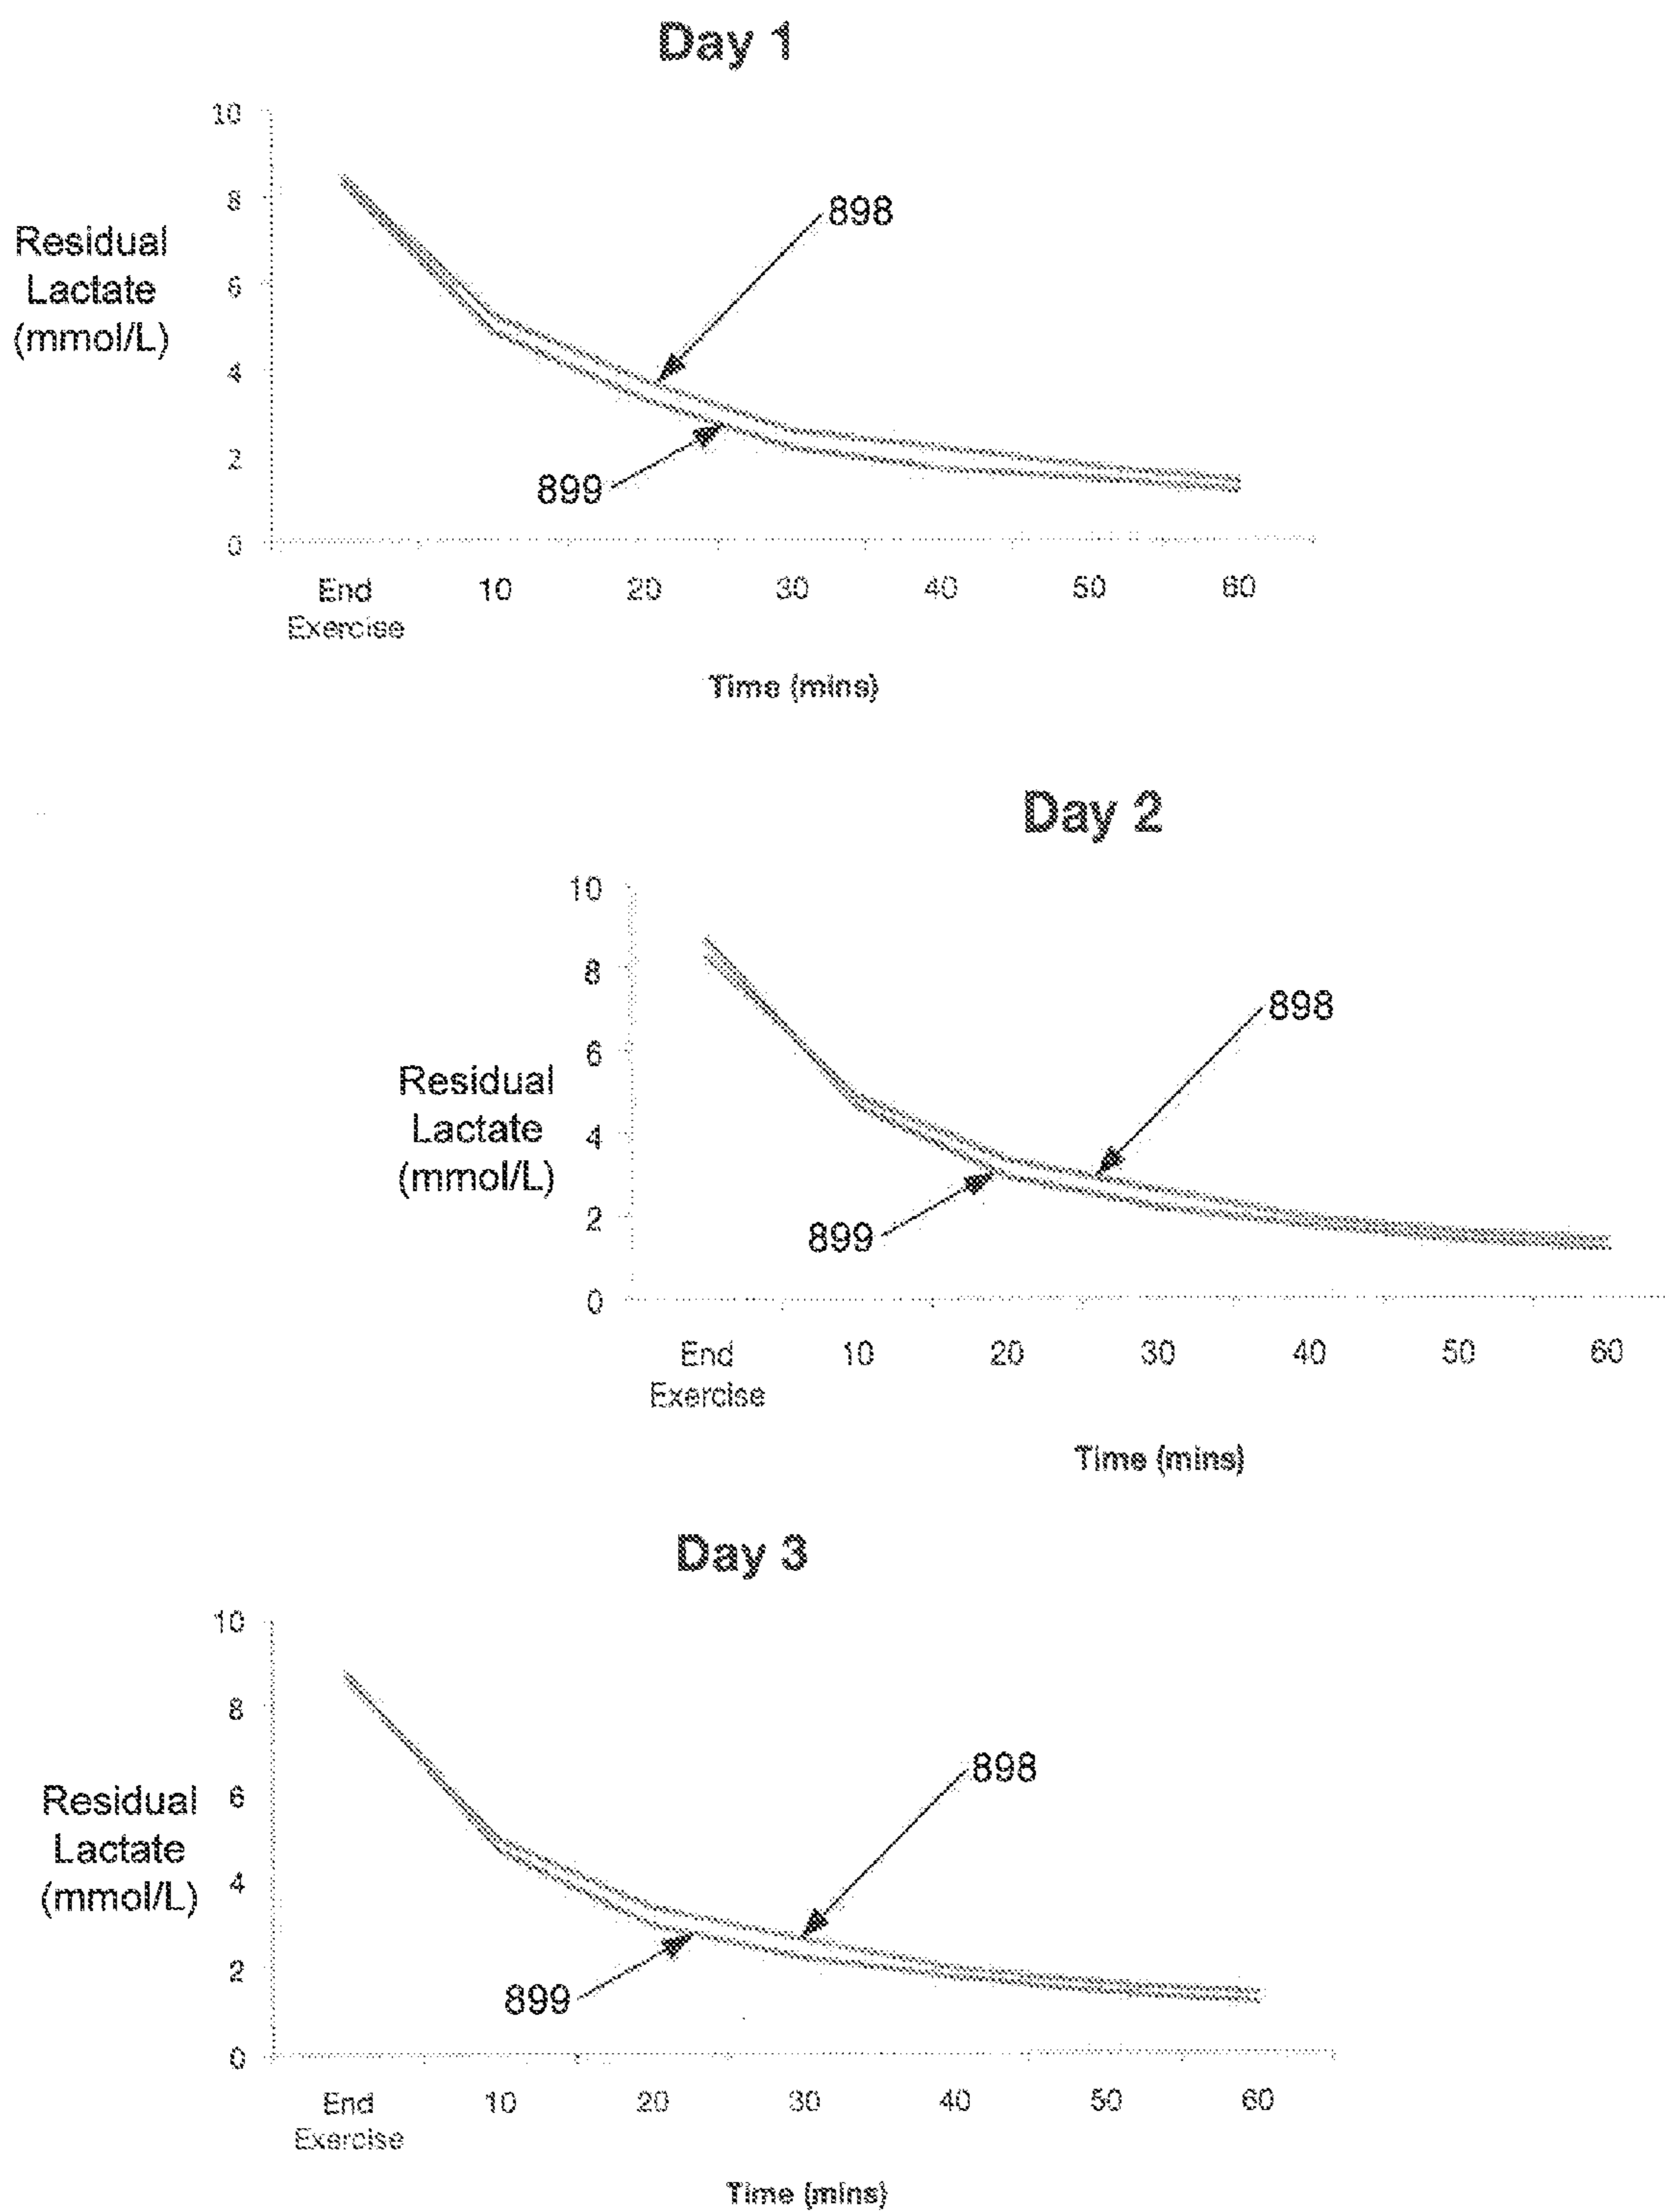 Day 1
10
8
6
4
2
0
Residual
Lactate
(mmol/L)
898
899
End
Exercise
10 20 30 40 50 60
Time (mins)
Day 2
10
8
6
4
2
0
Residual
Lactate
(mmol/L)
898
899
End
Exercise
10 20 30 40 50 60
Time (mins)
Day 3
10
8
6
4
2
0
Residual
Lactate
(mmol/L)
898
899
End
Exercise
10 20 30 40 50 60
Time (mins)